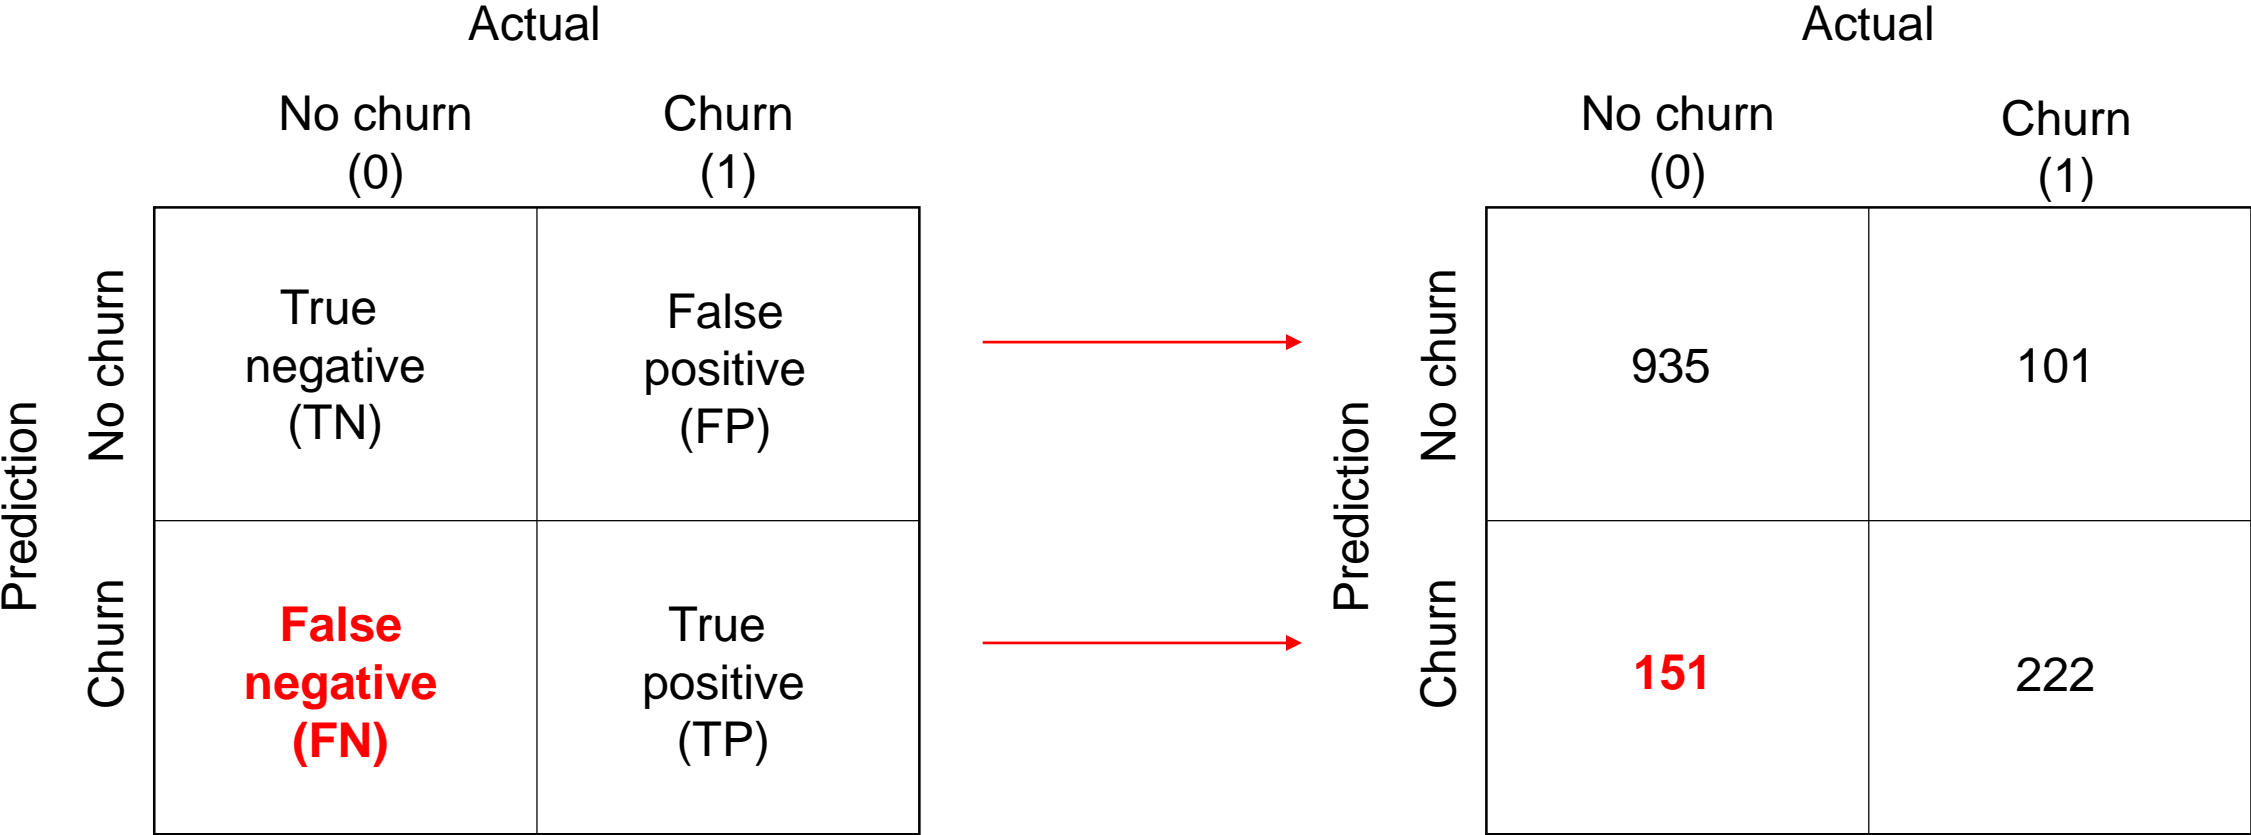 Actual
No churn
(0)
Churn
(1)
Prediction
No churn
Churn
True
negative
(TN)
False
positive
(FP)
False
negative
(FN)
True
positive
(TP)
Actual
No churn
(0)
Churn
(1)
Prediction
No churn
Churn
935
101
151
222